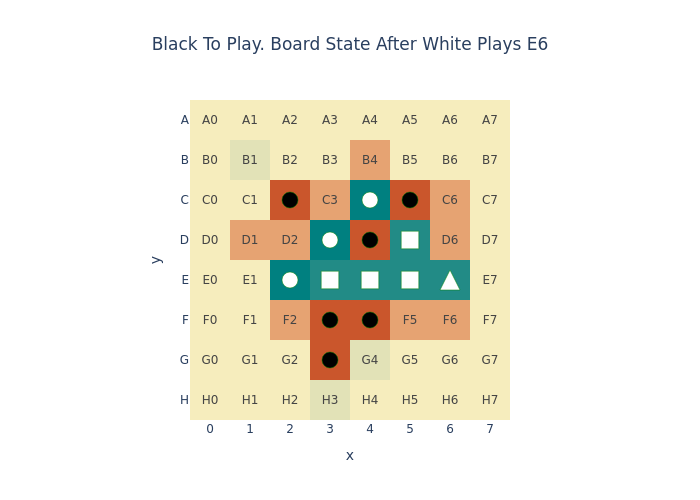 Black To Play. Board State After White Plays E6
A A0 A1 A2 A3 A4 A5 A6 A7
B B0 B1 B2 B3 B4 B5 B6 B7
C C0 C1 C3 C6 C7
D D0 D1 D2 D6 D7
y
E E0 E1 E7
F F0 F1 F2 F5 F6 F7
G G0 G1 G2 G4 G5 G6 G7
H H0 H1 H2 H3 H4 H5 H6 H7
0 1 2 3 4 5 6 7
x